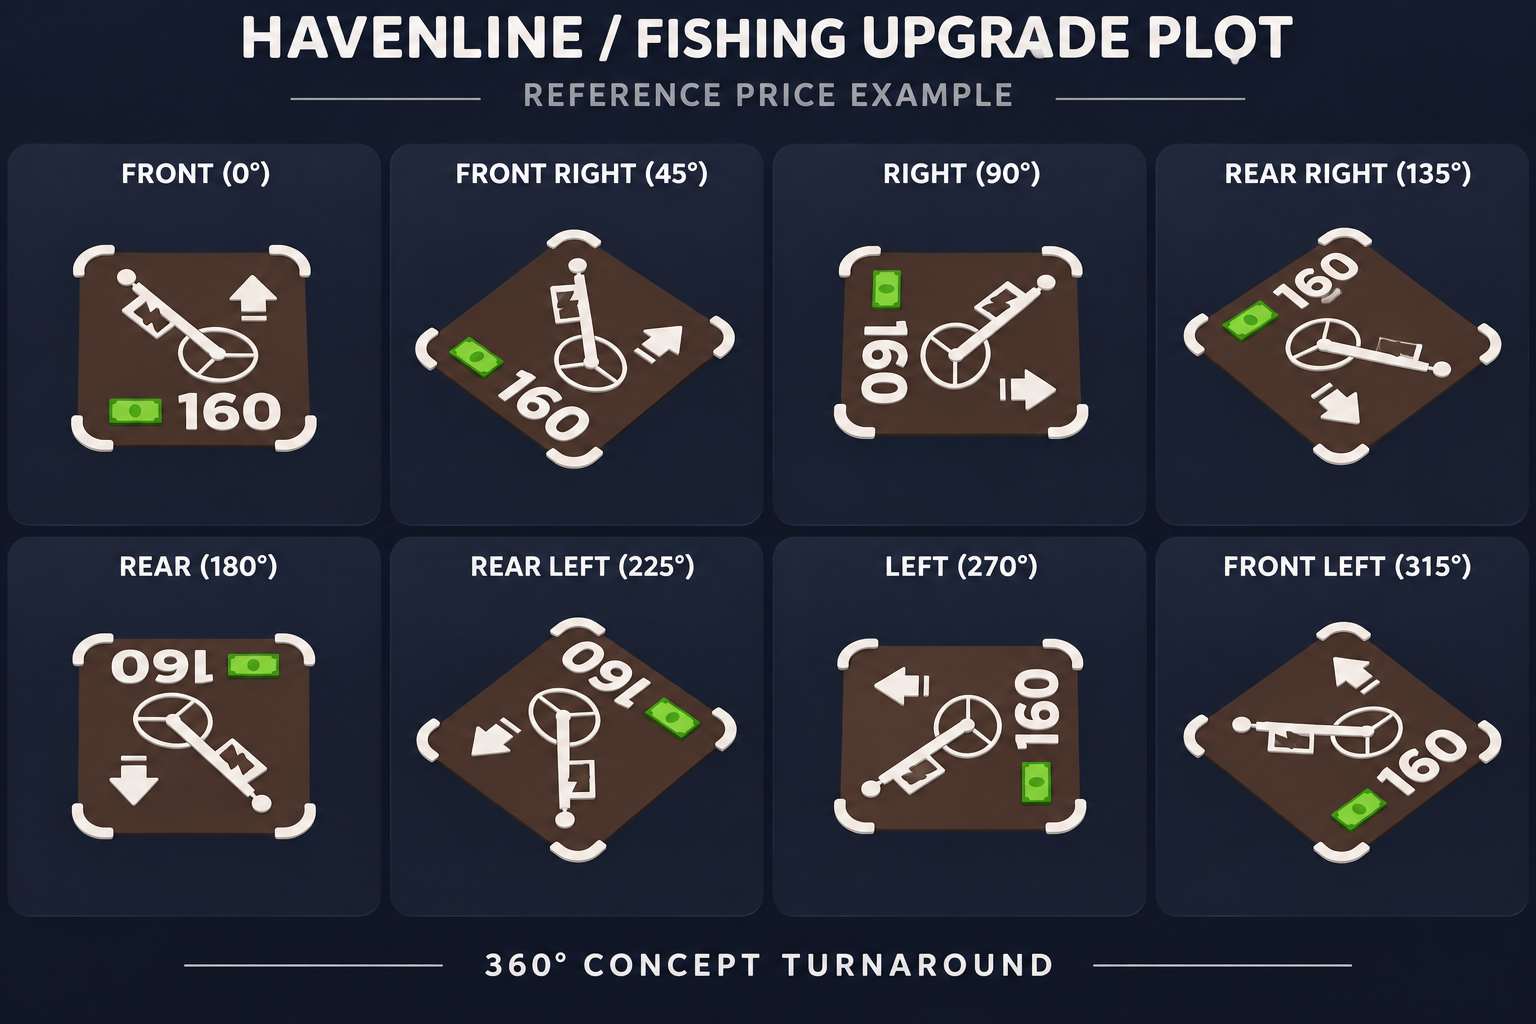 HAVENLINE / FISHING UPGRADE PLOT
REFERENCE PRICE EXAMPLE
FRONT (0°)
160
FRONT RIGHT (45°)
160
RIGHT (90°)
160
REAR RIGHT (135°)
160
REAR (180°)
160
REAR LEFT (225°)
160
LEFT (270°)
160
FRONT LEFT (315°)
160
360° CONCEPT TURNAROUND